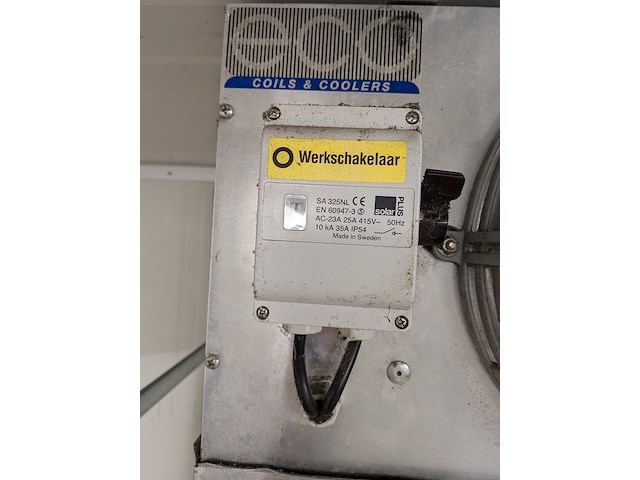 eco
COILS & COOLERS
Werkschakelaar
SA 325NL CE
EN 60947-3 Ⓢ
AC-23A 25A 415V~ 50Hz
10 kA 35A IP54
Made in Sweden
solar
PLUS